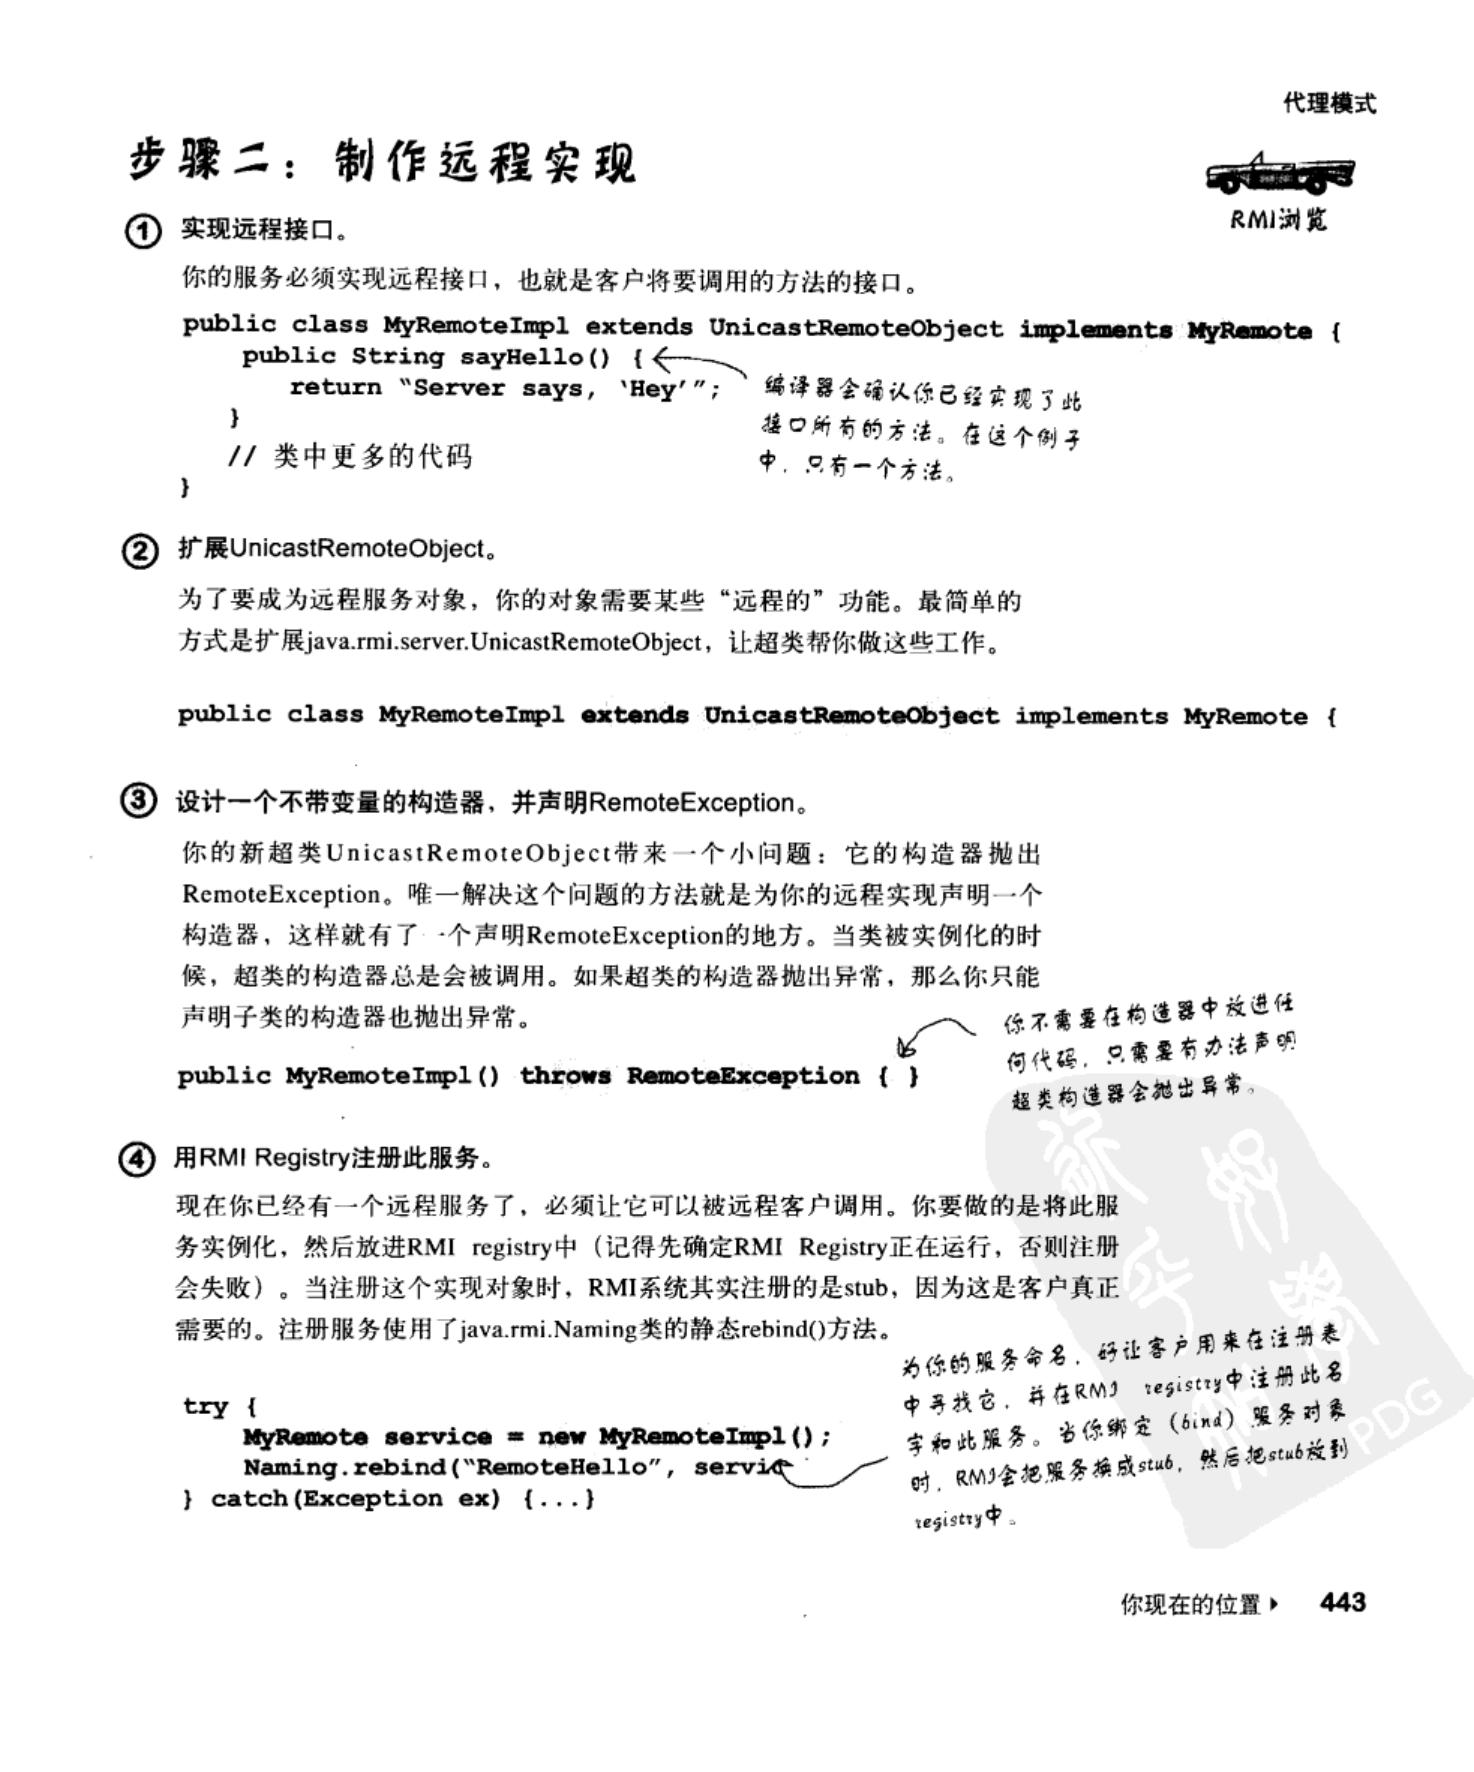 代理模式
步骤二：制作远程实现
RMI浏览
① 实现远程接口。
你的服务必须实现远程接口，也就是客户将要调用的方法的接口。
public class MyRemoteImpl extends UnicastRemoteObject implements MyRemote {
public String sayHello() {
return “Server says, ‘Hey’”;
}
// 类中更多的代码
}
编译器会确认你已经实现了此
接口所有的方法。在这个例子
中，只有一个方法。
② 扩展UnicastRemoteObject。
为了要成为远程服务对象，你的对象需要某些“远程的”功能。最简单的
方式是扩展java.rmi.server.UnicastRemoteObject，让超类帮你做这些工作。
public class MyRemoteImpl extends UnicastRemoteObject implements MyRemote {
③ 设计一个不带变量的构造器，并声明RemoteException。
你的新超类UnicastRemoteObject带来一个小问题：它的构造器抛出
RemoteException。唯一解决这个问题的方法就是为你的远程实现声明一个
构造器，这样就有了一个声明RemoteException的地方。当类被实例化的时
候，超类的构造器总是会被调用。如果超类的构造器抛出异常，那么你只能
声明子类的构造器也抛出异常。
public MyRemoteImpl() throws RemoteException { }
你不需要在构造器中放进任
何代码，只需要有办法声明
超类构造器会抛出异常。
④ 用RMI Registry注册此服务。
现在你已经有一个远程服务了，必须让它可以被远程客户调用。你要做的是将此服
务实例化，然后放进RMI registry中（记得先确定RMI Registry正在运行，否则注册
会失败）。当注册这个实现对象时，RMI系统其实注册的是stub，因为这是客户真正
需要的。注册服务使用了java.rmi.Naming类的静态rebind()方法。
try {
MyRemote service = new MyRemoteImpl();
Naming.rebind(“RemoteHello”, servic
} catch(Exception ex) {...}
为你的服务命名，好让客户用来在注册表
中寻找它，并在RMI registry中注册此名
字和此服务。当你绑定（bind）服务对象
时，RMI会把服务换成stub，然后把stub放到
registry中。
PDG
你现在的位置 ▸ 443